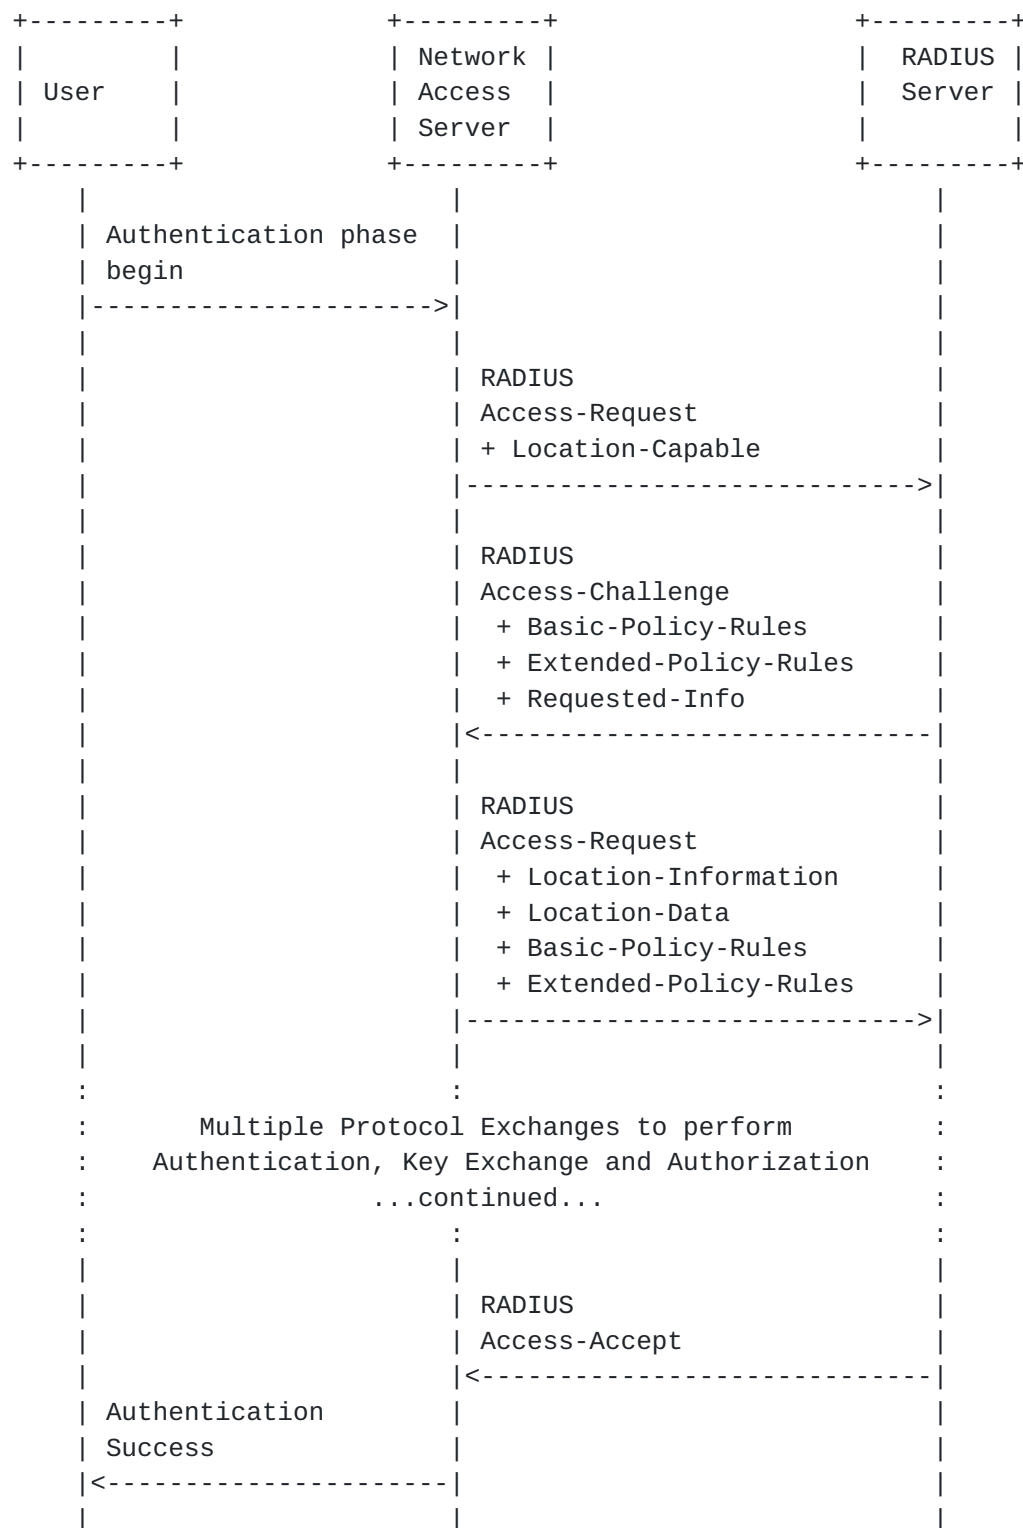 +---------+             +---------+                   +---------+
|         |             | Network |                   |  RADIUS |
| User    |             | Access  |                   |  Server |
|         |             | Server  |                   |         |
+---------+             +---------+                   +---------+
    |                       |                              |
    | Authentication phase  |                              |
    | begin                 |                              |
    |---------------------->|                              |
    |                       |                              |
    |                       | RADIUS                       |
    |                       | Access-Request               |
    |                       | + Location-Capable           |
    |                       |----------------------------->|
    |                       |                              |
    |                       | RADIUS                       |
    |                       | Access-Challenge             |
    |                       |  + Basic-Policy-Rules        |
    |                       |  + Extended-Policy-Rules     |
    |                       |  + Requested-Info            |
    |                       |<-----------------------------|
    |                       |                              |
    |                       | RADIUS                       |
    |                       | Access-Request               |
    |                       |  + Location-Information      |
    |                       |  + Location-Data             |
    |                       |  + Basic-Policy-Rules        |
    |                       |  + Extended-Policy-Rules     |
    |                       |----------------------------->|
    |                       |                              |
    :                       :                              :
    :       Multiple Protocol Exchanges to perform         :
    :    Authentication, Key Exchange and Authorization    :
    :                  ...continued...                     :
    :                       :                              :
    |                       |                              |
    |                       | RADIUS                       |
    |                       | Access-Accept                |
    |                       |<-----------------------------|
    | Authentication        |                              |
    | Success               |                              |
    |<----------------------|                              |
    |                       |                              |